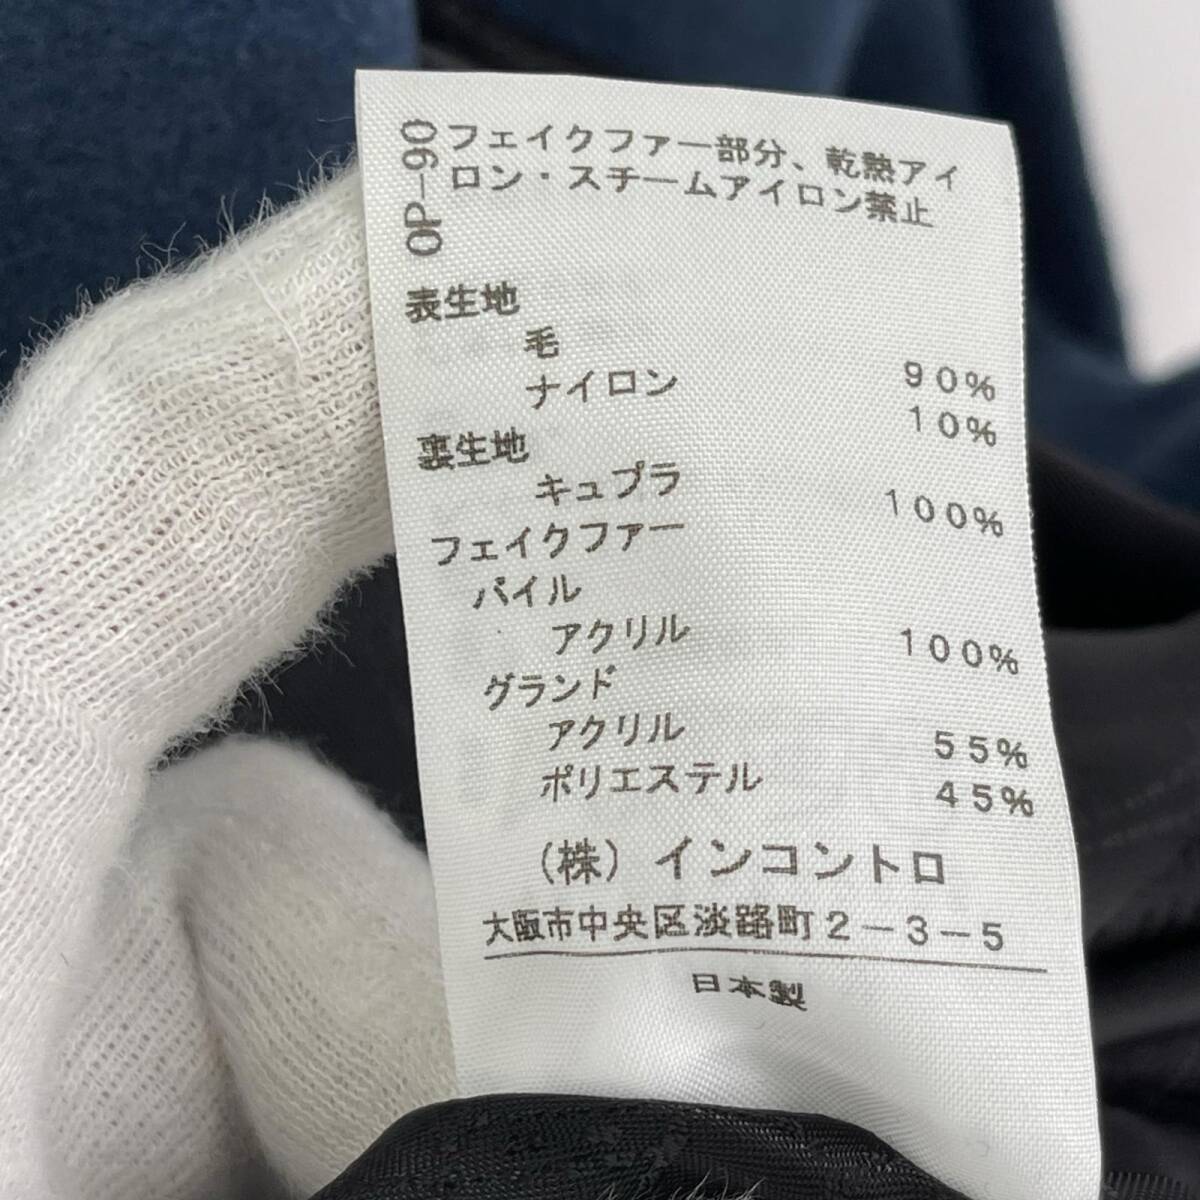 OP-90
フェイクファー部分、乾熱アイ
ロン・スチームアイロン禁止
表生地
毛 90%
ナイロン 10%
裏生地
キュプラ 100%
フェイクファー
パイル
アクリル 100%
グランド
アクリル 55%
ポリエステル 45%
(株)インコントロ
大阪市中央区淡路町2-3-5
日本製